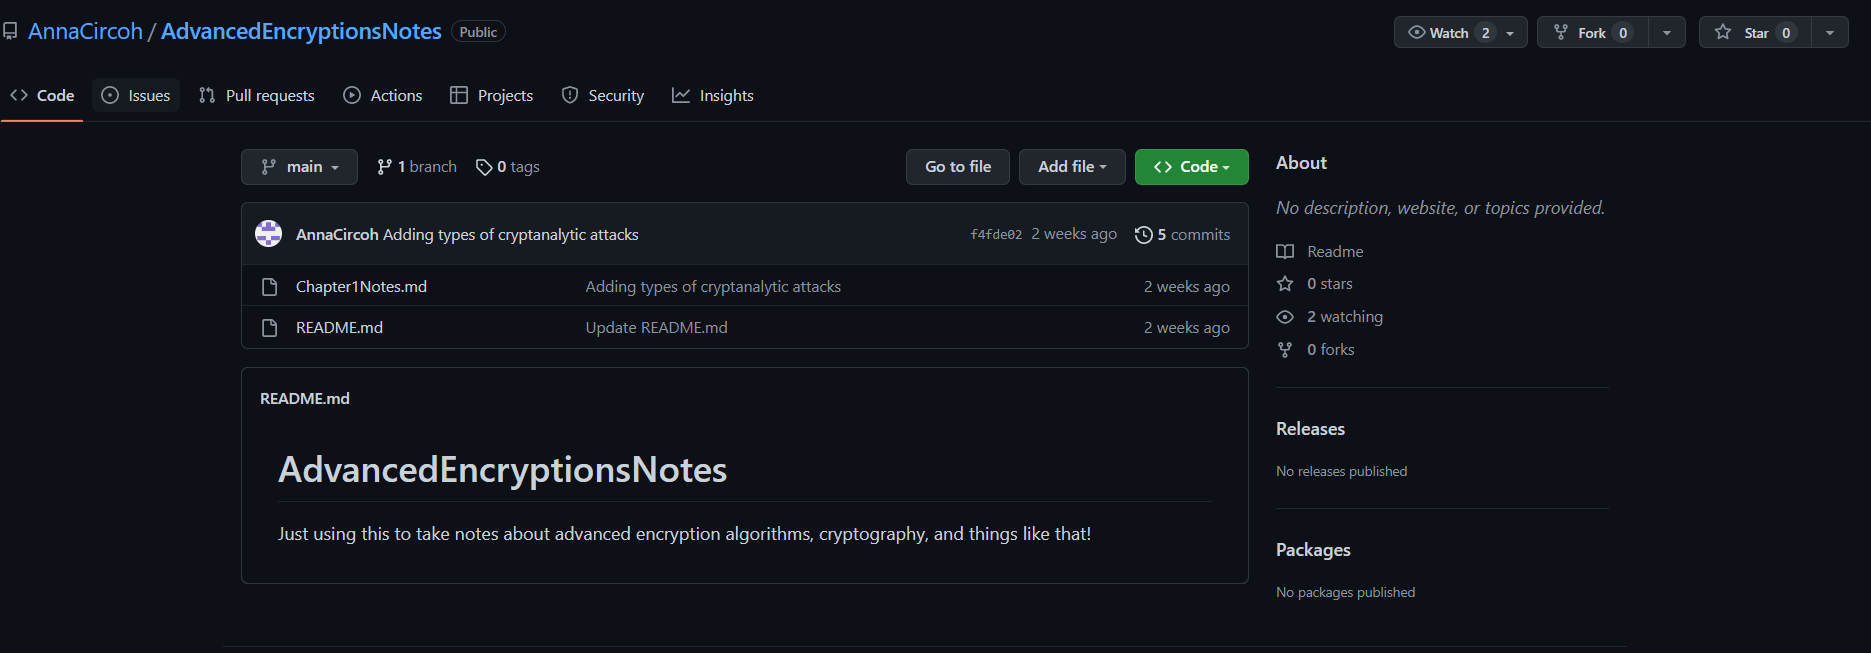 AnnaCircoh / AdvancedEncryptionsNotes Public Watch 2 Fork 0 Star 0
Code Issues Pull requests Actions Projects Security Insights
main 1 branch 0 tags Go to file Add file Code
AnnaCircoh Adding types of cryptanalytic attacks f4fde02 2 weeks ago 5 commits
Chapter1Notes.md Adding types of cryptanalytic attacks 2 weeks ago
README.md Update README.md 2 weeks ago
README.md
AdvancedEncryptionsNotes
Just using this to take notes about advanced encryption algorithms, cryptography, and things like that!
About
No description, website, or topics provided.
Readme
0 stars
2 watching
0 forks
Releases
No releases published
Packages
No packages published